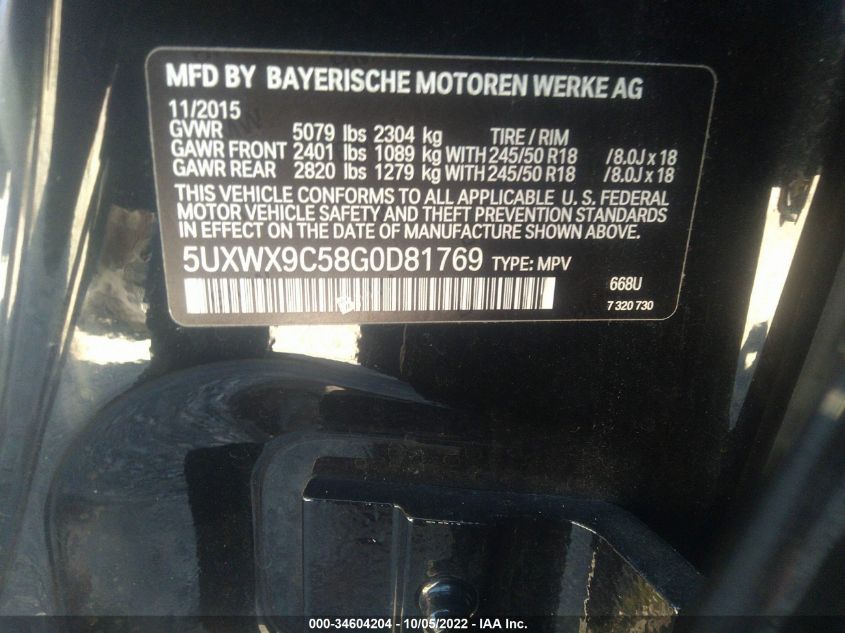 MFD BY BAYERISCHE MOTOREN WERKE AG
11/2015
GVWR 5079 lbs 2304 kg TIRE / RIM
GAWR FRONT 2401 lbs 1089 kg WITH 245/50 R18 / 8.0J x 18
GAWR REAR 2820 lbs 1279 kg WITH 245/50 R18 / 8.0J x 18
THIS VEHICLE CONFORMS TO ALL APPLICABLE U. S. FEDERAL
MOTOR VEHICLE SAFETY AND THEFT PREVENTION STANDARDS
IN EFFECT ON THE DATE OF MANUFACTURE SHOWN ABOVE.
5UXWX9C58G0D81769 TYPE: MPV
668U
7 320 730
000-34604204 - 10/05/2022 - IAA Inc.